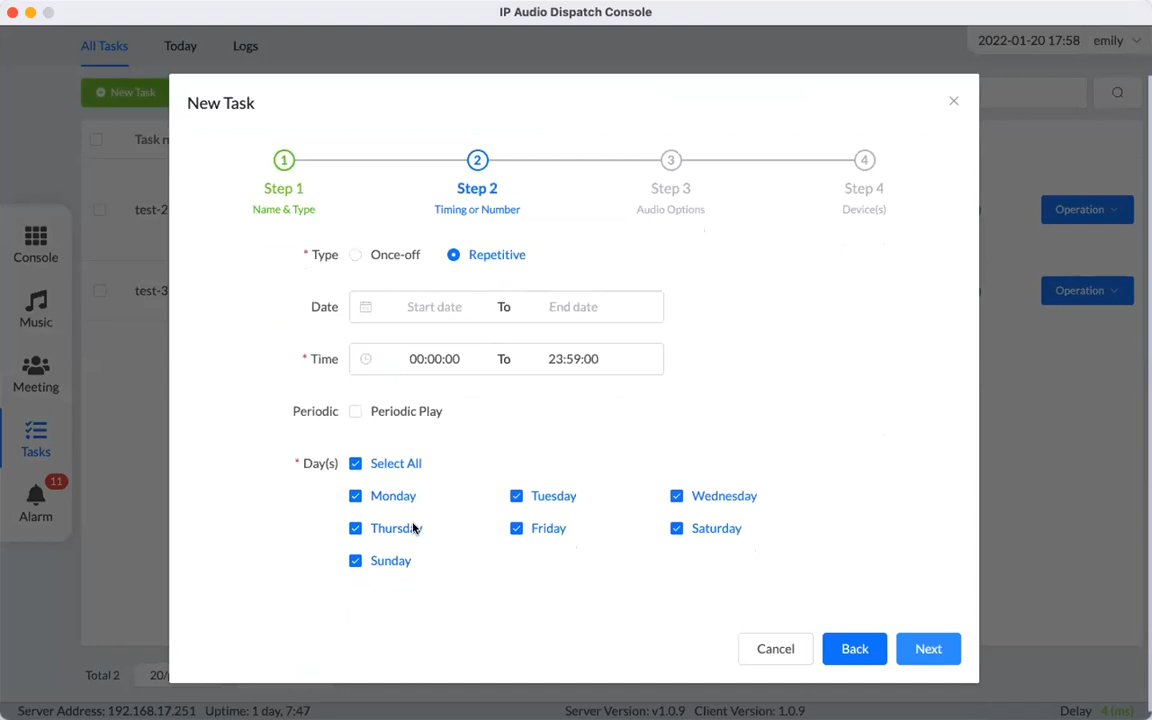 IP Audio Dispatch Console
All Tasks Today Logs
2022-01-20 17:58 emily
New Task
Task n
test-2
Operation
test-3
Operation
Console
Music
Meeting
Tasks
11
Alarm
New Task
1 2 3 4
Step 1 Step 2 Step 3 Step 4
Name & Type Timing or Number Audio Options Device(s)
* Type Once-off Repetitive
Date Start date To End date
* Time 00:00:00 To 23:59:00
Periodic Periodic Play
* Day(s) Select All
Monday Tuesday Wednesday
Thursday Friday Saturday
Sunday
Cancel Back Next
Total 2 20/
Server Address: 192.168.17.251 Uptime: 1 day, 7:47 Server Version: v1.0.9 Client Version: 1.0.9 Delay 4 (ms)